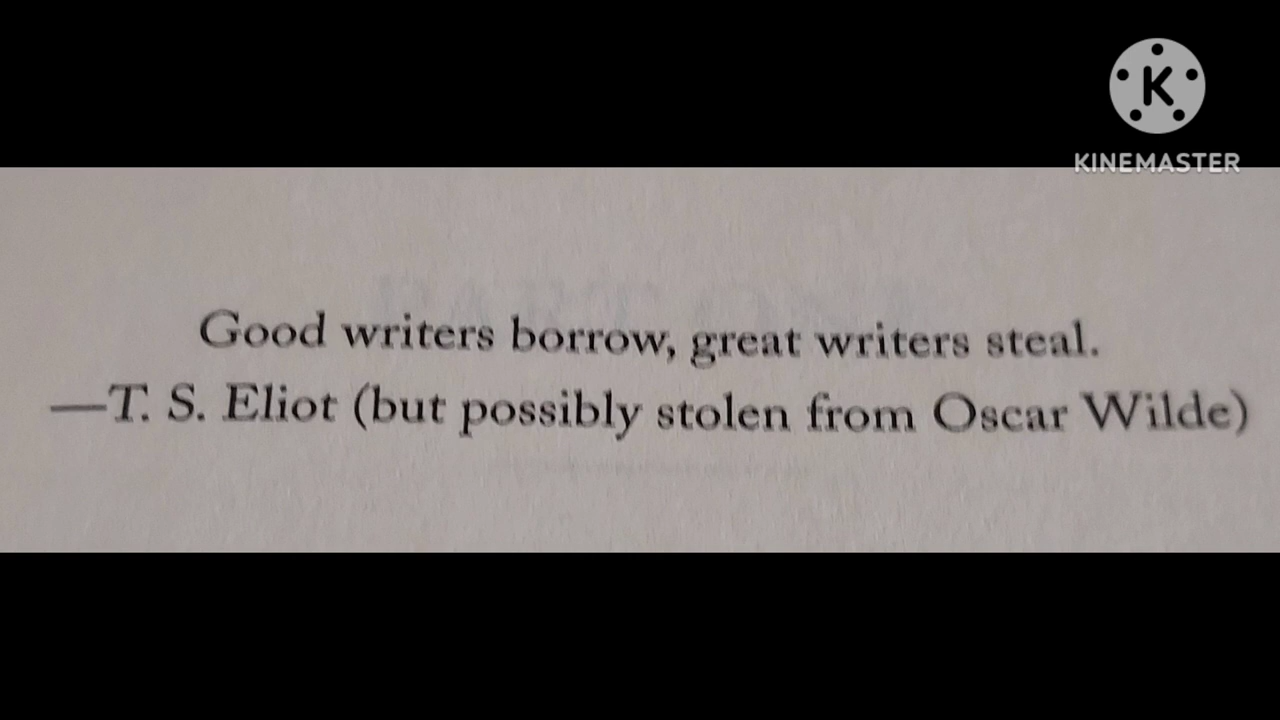 KINEMASTER
Good writers borrow, great writers steal.
—T. S. Eliot (but possibly stolen from Oscar Wilde)